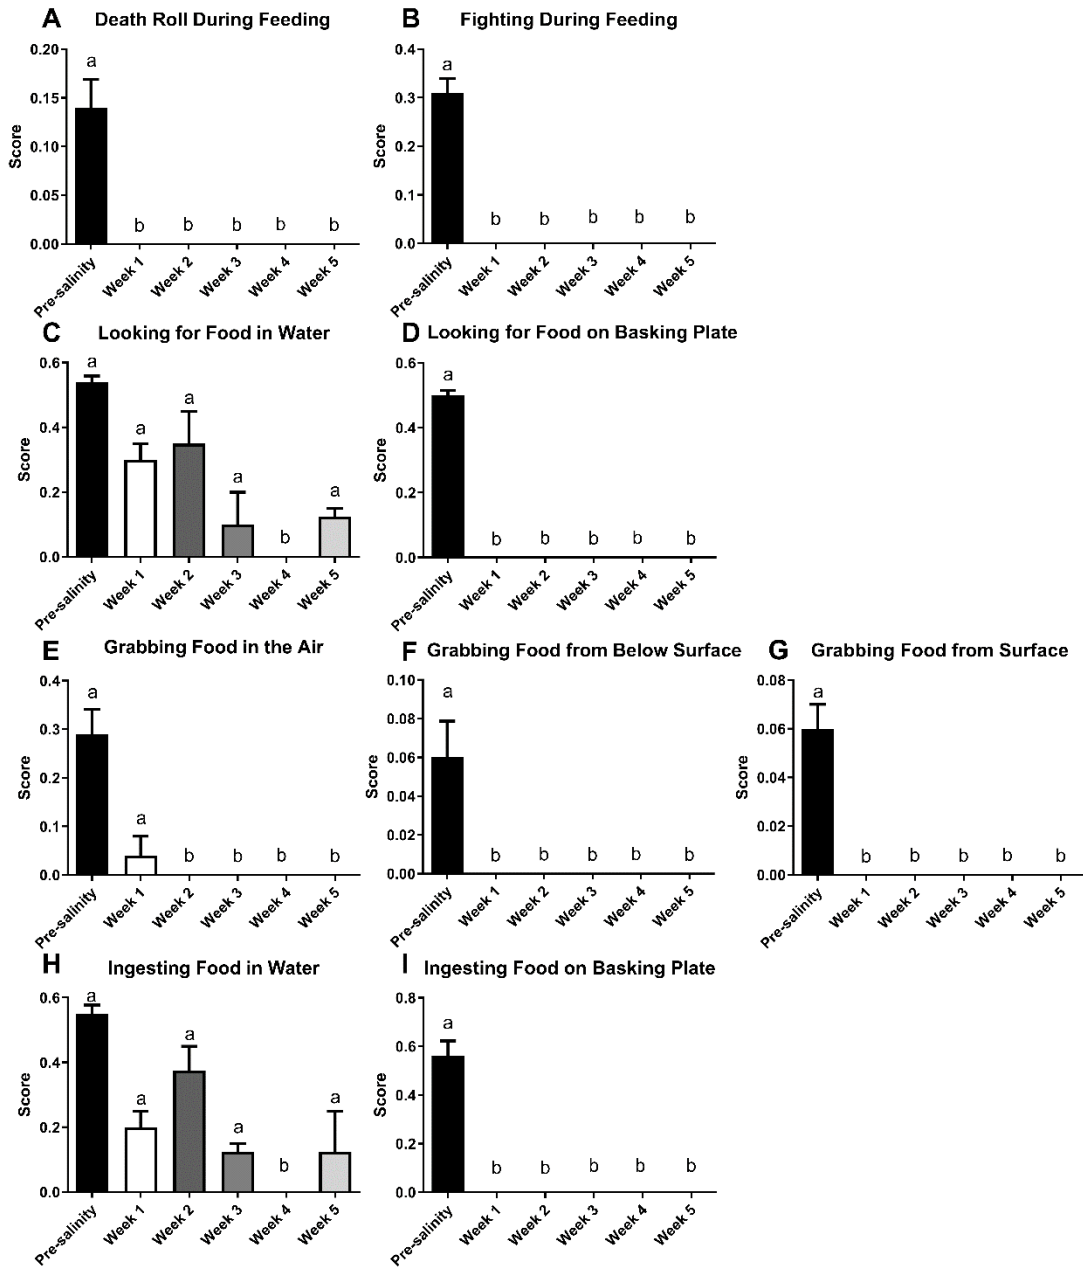 A Death Roll During Feeding
0.20
0.15
0.10
0.05
0.00
Score
a b b b b b
Pre-salinity Week 1 Week 2 Week 3 Week 4 Week 5
B Fighting During Feeding
0.4
0.3
0.2
0.1
0.0
Score
a b b b b b
Pre-salinity Week 1 Week 2 Week 3 Week 4 Week 5
C Looking for Food in Water
0.6
0.4
0.2
0.0
Score
a a a a b a
Pre-salinity Week 1 Week 2 Week 3 Week 4 Week 5
D Looking for Food on Basking Plate
0.6
0.4
0.2
0.0
Score
a b b b b b
Pre-salinity Week 1 Week 2 Week 3 Week 4 Week 5
E Grabbing Food in the Air
0.4
0.3
0.2
0.1
0.0
Score
a a b b b b
Pre-salinity Week 1 Week 2 Week 3 Week 4 Week 5
F Grabbing Food from Below Surface
0.10
0.08
0.06
0.04
0.02
0.00
Score
a b b b b b
Pre-salinity Week 1 Week 2 Week 3 Week 4 Week 5
G Grabbing Food from Surface
0.08
0.06
0.04
0.02
0.00
Score
a b b b b b
Pre-salinity Week 1 Week 2 Week 3 Week 4 Week 5
H Ingesting Food in Water
0.6
0.4
0.2
0.0
Score
a a a a b a
Pre-salinity Week 1 Week 2 Week 3 Week 4 Week 5
I Ingesting Food on Basking Plate
0.8
0.6
0.4
0.2
0.0
Score
a b b b b b
Pre-salinity Week 1 Week 2 Week 3 Week 4 Week 5